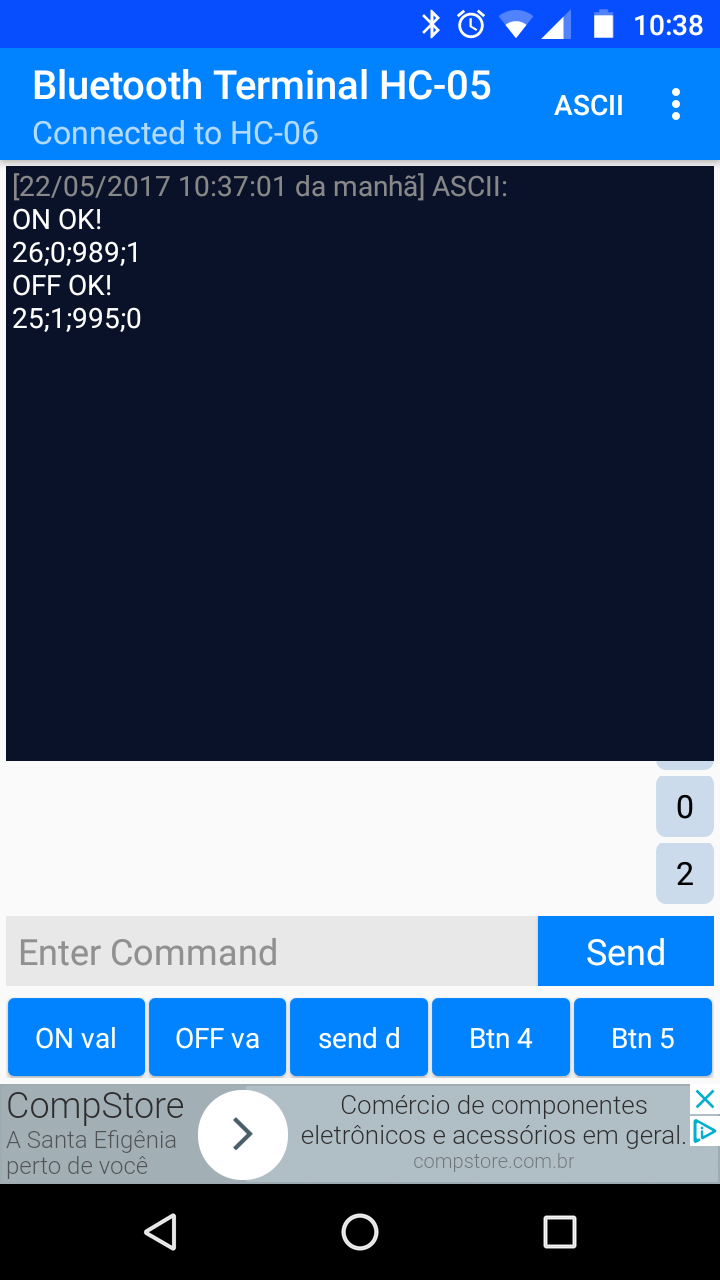 10:38
Bluetooth Terminal HC-05
ASCII
Connected to HC-06
[22/05/2017 10:37:01 da manhã] ASCII:
ON OK!
26;0;989;1
OFF OK!
25;1;995;0
0
2
Enter Command
Send
ON val
OFF va
send d
Btn 4
Btn 5
CompStore
A Santa Efigênia
perto de você
Comércio de componentes
eletrônicos e acessórios em geral.
compstore.com.br